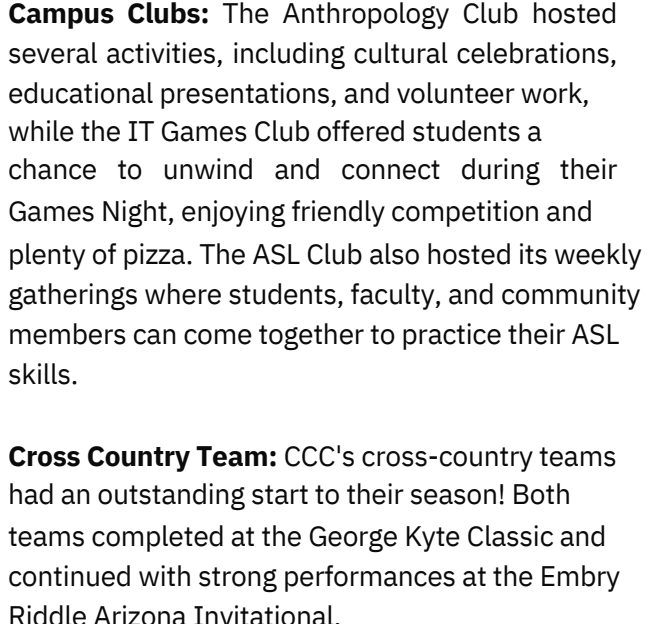 Campus Clubs: The Anthropology Club hosted
several activities, including cultural celebrations,
educational presentations, and volunteer work,
while the IT Games Club offered students a
chance to unwind and connect during their
Games Night, enjoying friendly competition and
plenty of pizza. The ASL Club also hosted its weekly
gatherings where students, faculty, and community
members can come together to practice their ASL
skills.
Cross Country Team: CCC's cross-country teams
had an outstanding start to their season! Both
teams completed at the George Kyte Classic and
continued with strong performances at the Embry
Riddle Arizona Invitational.